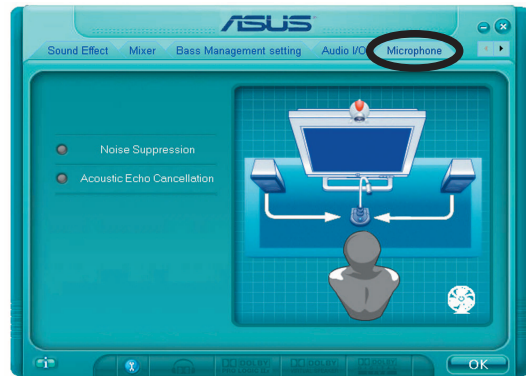 ASUS
Sound Effect
Mixer
Bass Management setting
Audio I/O
Microphone
Noise Suppression
Acoustic Echo Cancellation
OK